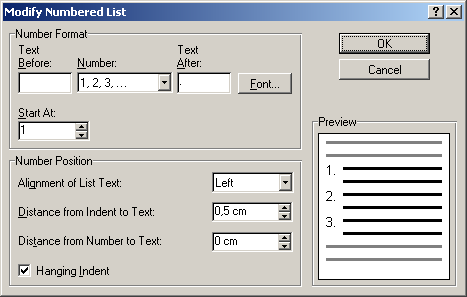 Modify Numbered List
Number Format
Text Before:
Number:
Text After:
1, 2, 3, ...
.
Font...
Start At:
1
OK
Cancel
Number Position
Alignment of List Text:
Left
Distance from Indent to Text:
0,5 cm
Distance from Number to Text:
0 cm
Hanging Indent
Preview
1.
2.
3.